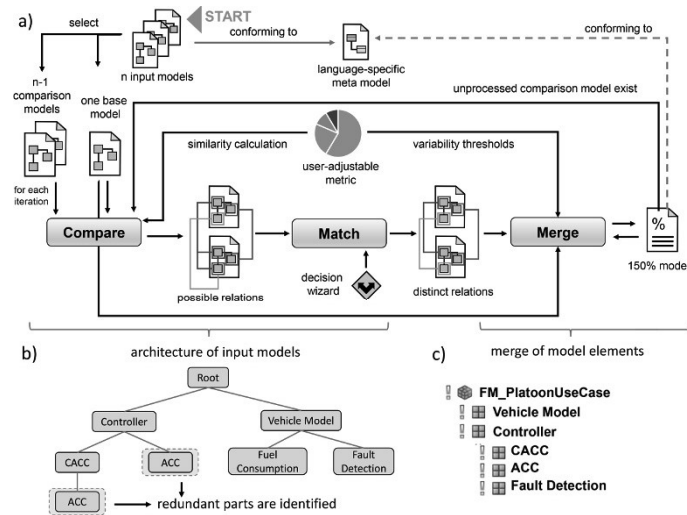 a)
START
select
n input models
conforming to
language-specific
meta model
conforming to
n-1
comparison
models
one base
model
unprocessed comparison model exist
similarity calculation
user-adjustable
metric
variability thresholds
for each
iteration
Compare
possible relations
Match
decision
wizard
distinct relations
Merge
%
150% model
architecture of input models
merge of model elements
b)
Root
Controller
Vehicle Model
CACC
ACC
Fuel
Consumption
Fault
Detection
ACC
redundant parts are identified
c)
! FM_PlatoonUseCase
! Vehicle Model
! Controller
! CACC
! ACC
! Fault Detection